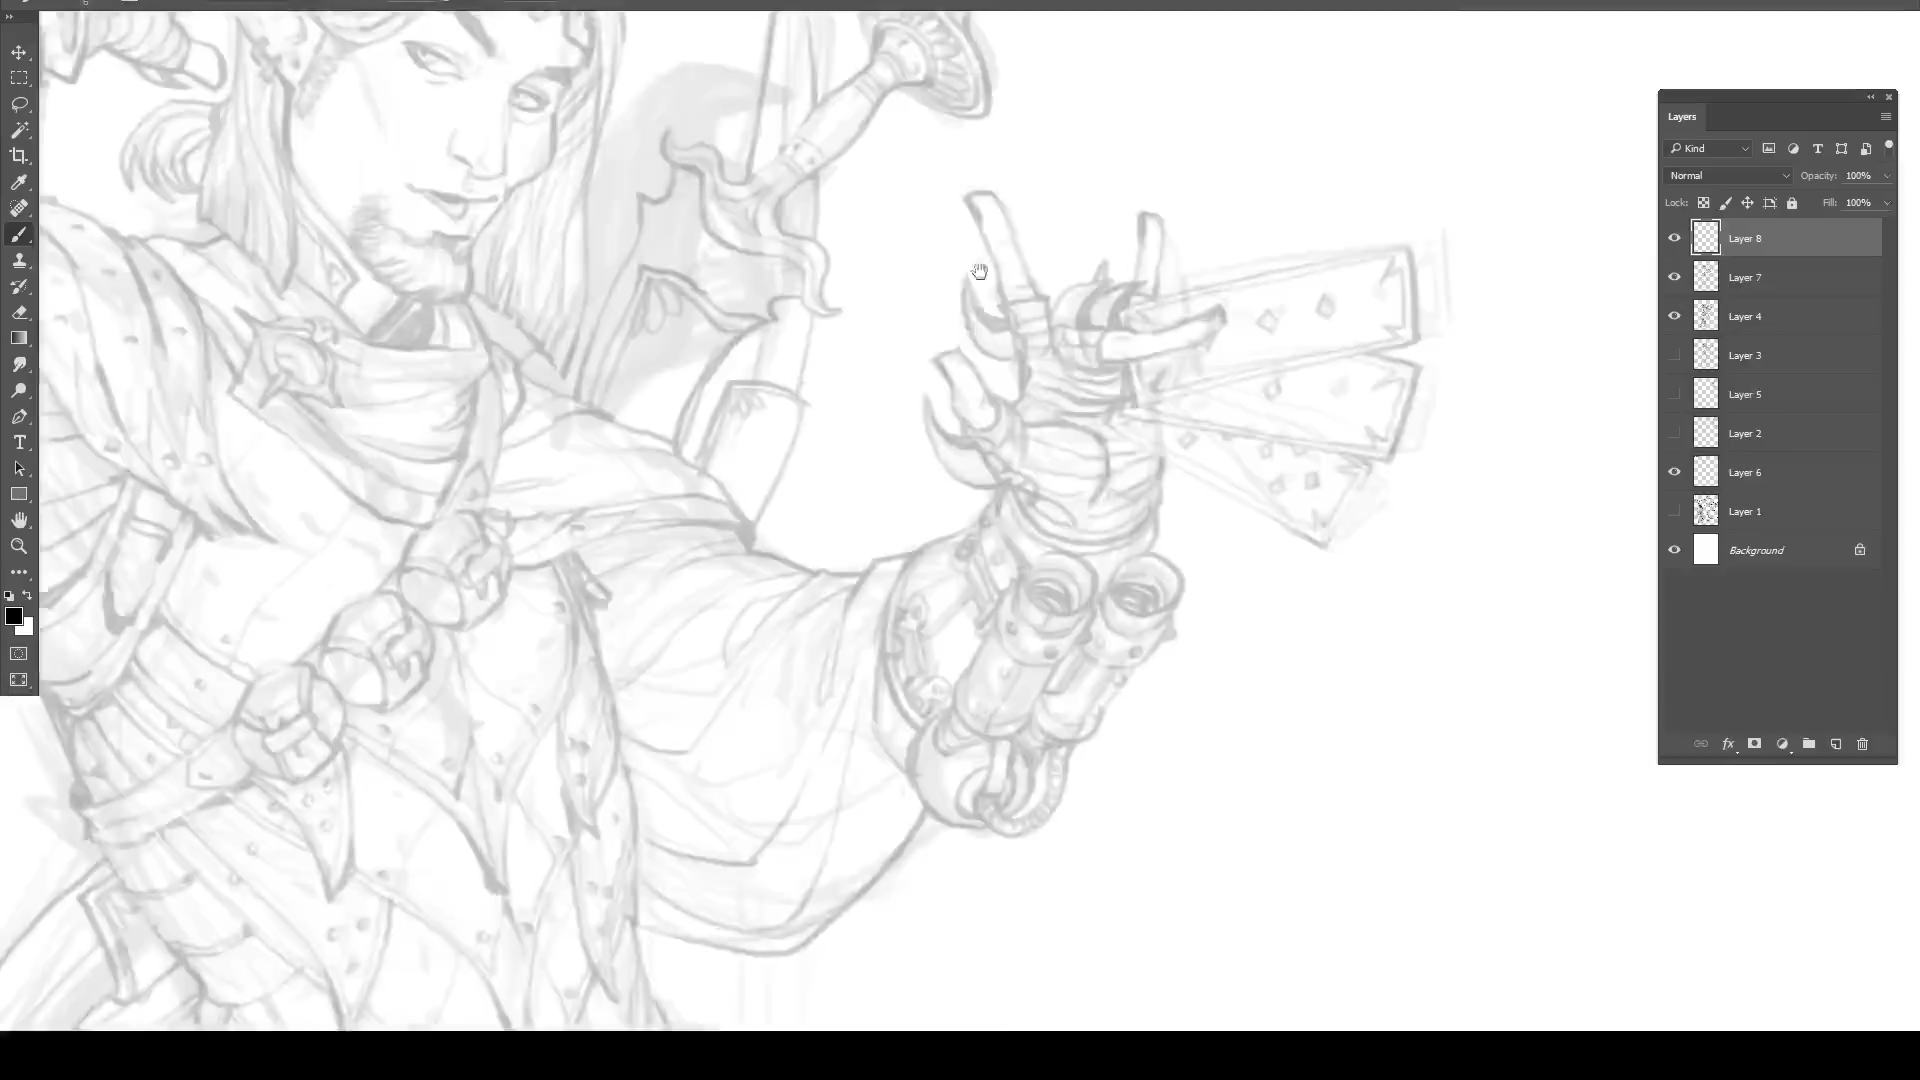 Layers
Kind
Normal Opacity: 100%
Lock: Fill: 100%
Layer 8
Layer 7
Layer 4
Layer 3
Layer 5
Layer 2
Layer 6
Layer 1
Background
fx